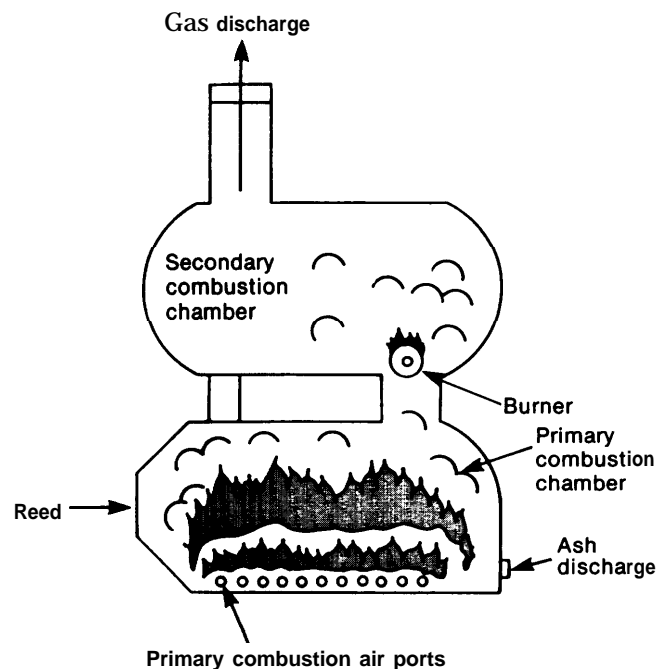 Gas discharge
Secondary
combustion
chamber
Burner
Primary
combustion
chamber
Reed
Ash
discharge
Primary combustion air ports